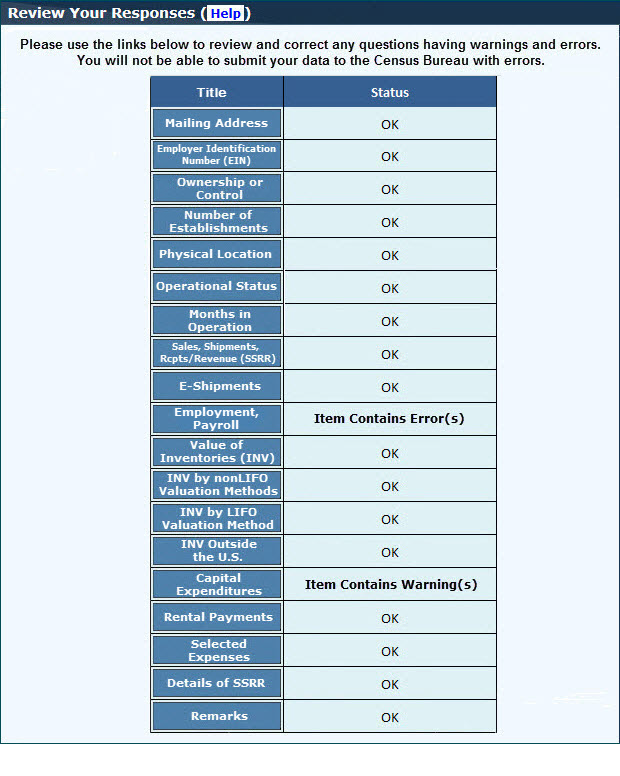 Review Your Responses (Help)
Please use the links below to review and correct any questions having warnings and errors.
You will not be able to submit your data to the Census Bureau with errors.
Title Status
Mailing Address OK
Employer Identification
Number (EIN) OK
Ownership or
Control OK
Number of
Establishments OK
Physical Location OK
Operational Status OK
Months in
Operation OK
Sales, Shipments,
Rcpts/Revenue (SSRR) OK
E-Shipments OK
Employment,
Payroll Item Contains Error(s)
Value of
Inventories (INV) OK
INV by nonLIFO
Valuation Methods OK
INV by LIFO
Valuation Method OK
INV Outside
the U.S. OK
Capital
Expenditures Item Contains Warning(s)
Rental Payments OK
Selected
Expenses OK
Details of SSRR OK
Remarks OK